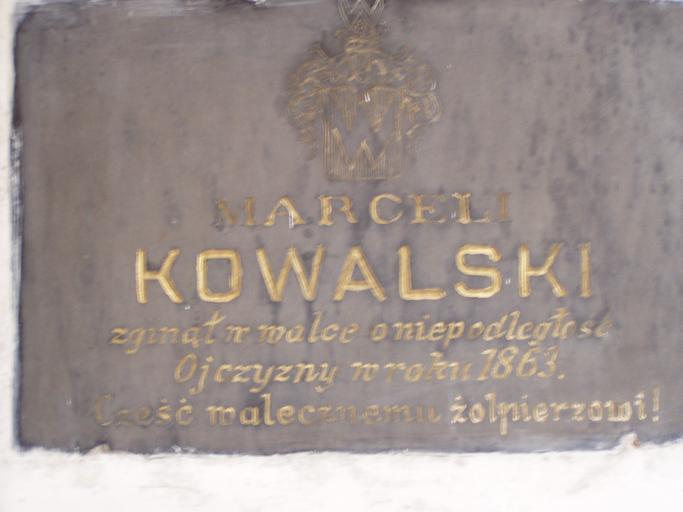 MARCELI
KOWALSKI
zginął w walce o niepodległość
Ojczyzny w roku 1863.
Cześć walecznemu żołnierzowi!